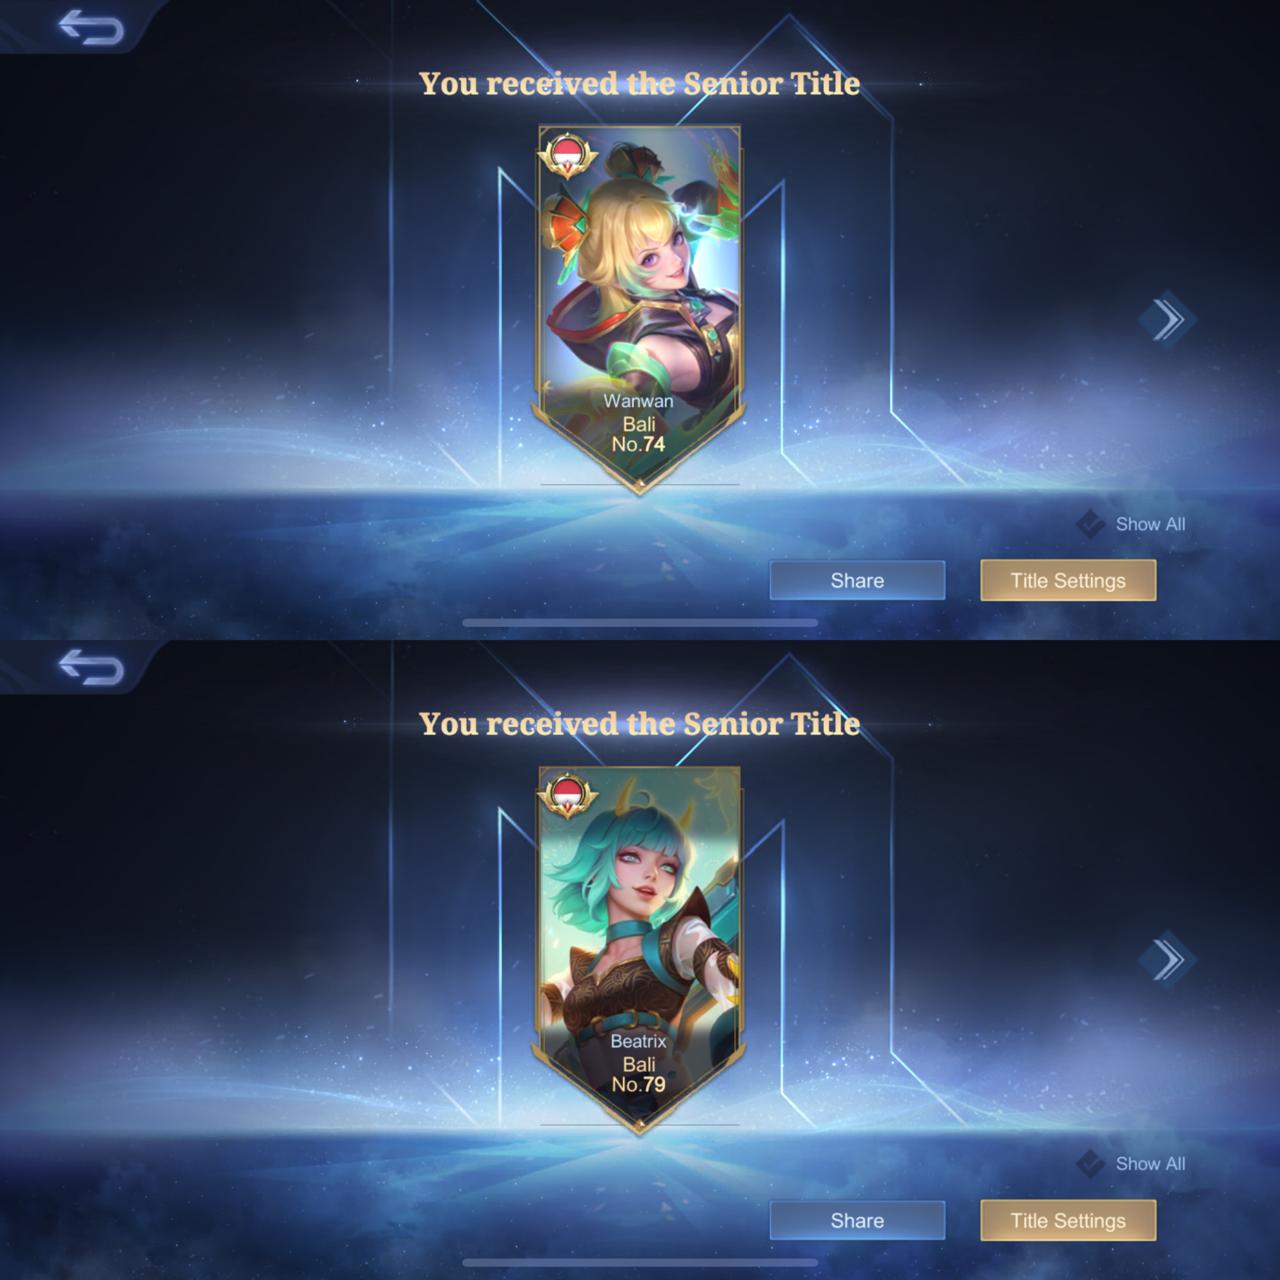 You received the Senior Title
Wanwan
Bali
No.74
Show All
Share
Title Settings
You received the Senior Title
Beatrix
Bali
No.79
Show All
Share
Title Settings